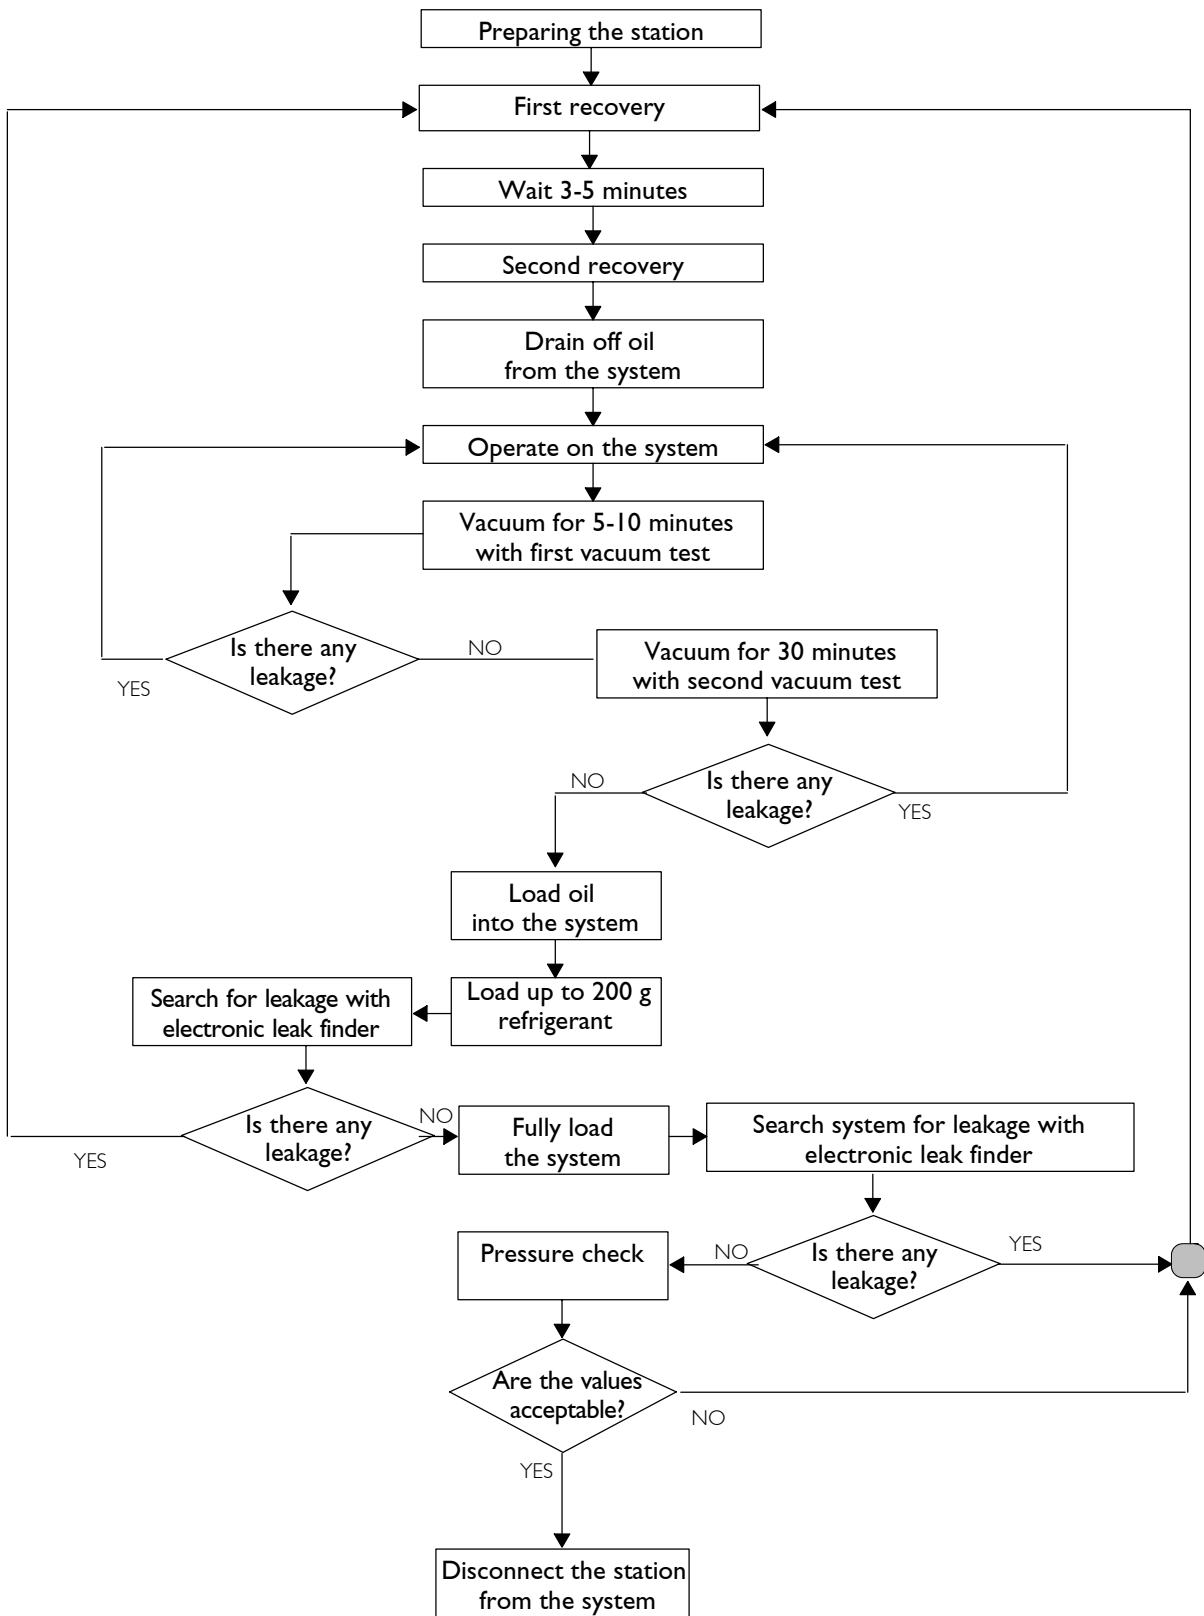 Preparing the station
First recovery
Wait 3-5 minutes
Second recovery
Drain off oil
from the system
Operate on the system
Vacuum for 5-10 minutes
with first vacuum test
Is there any
leakage?
YES
NO
Vacuum for 30 minutes
with second vacuum test
Is there any
leakage?
NO
YES
Load oil
into the system
Load up to 200 g
refrigerant
Search for leakage with
electronic leak finder
Is there any
leakage?
YES
NO
Fully load
the system
Search system for leakage with
electronic leak finder
Is there any
leakage?
YES
NO
Pressure check
Are the values
acceptable?
NO
YES
Disconnect the station
from the system